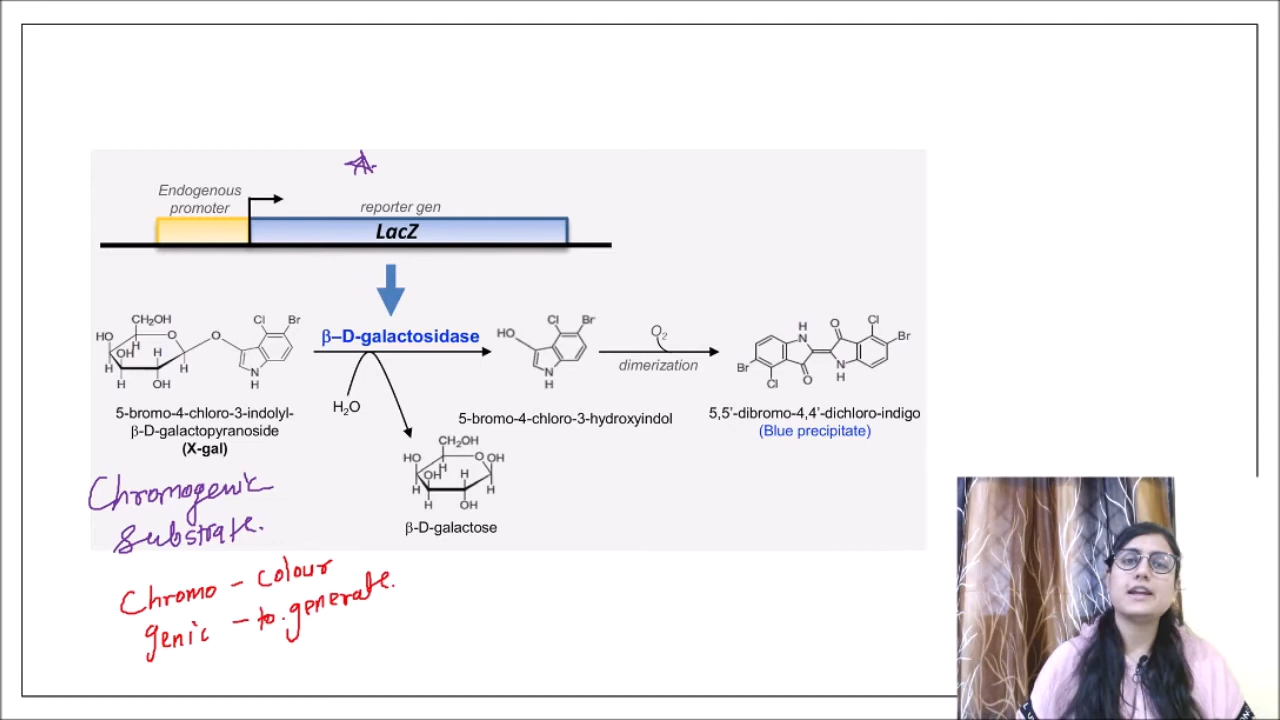 Endogenous
promoter
reporter gen
LacZ
CH₂OH
HO
O
O
Cl
Br
OH
H
H
H
H
H
OH
N
H
β–D-galactosidase
H₂O
HO
Cl
Br
N
H
O₂
dimerization
H
N
O
Cl
Br
Br
Cl
O
N
H
5-bromo-4-chloro-3-indolyl-
β-D-galactopyranoside
(X-gal)
5-bromo-4-chloro-3-hydroxyindol
5,5'-dibromo-4,4'-dichloro-indigo
(Blue precipitate)
CH₂OH
HO
O
OH
H
OH
H
H
H
H
OH
β-D-galactose
Chromogenic
substrate.
Chromo - colour
genic - to generate.